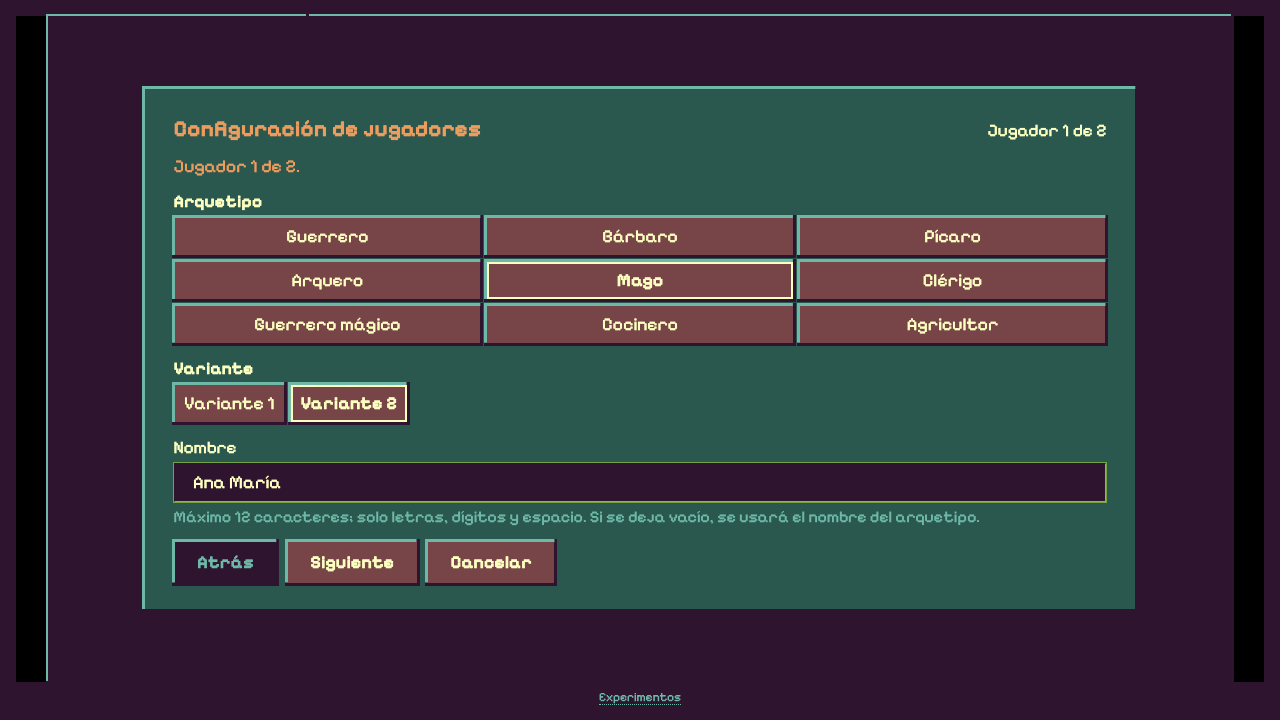 Configuración de jugadores
Jugador 1 de 2
Jugador 1 de 2.
Arquetipo
Guerrero
Bárbaro
Pícaro
Arquero
Mago
Clérigo
Guerrero mágico
Cocinero
Agricultor
Variante
Variante 1
Variante 2
Nombre
Ana María
Máximo 12 caracteres: solo letras, dígitos y espacio. Si se deja vacío, se usará el nombre del arquetipo.
Atrás
Siguiente
Cancelar
Experimentos